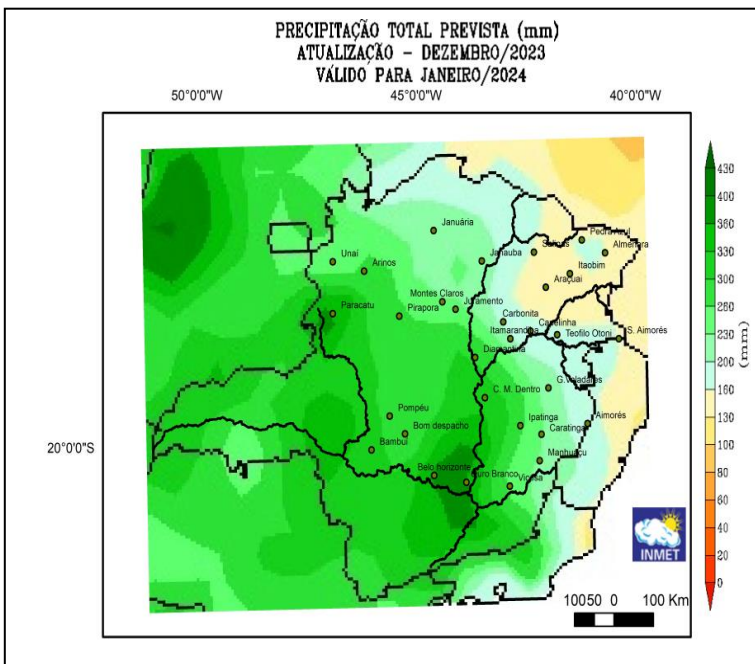 PRECIPITAÇÃO TOTAL PREVISTA (mm)
ATUALIZAÇÃO – DEZEMBRO/2023
VÁLIDO PARA JANEIRO/2024
50°0'0"W 45°0'0"W 40°0'0"W
20°0'0"S
Januária
Pedra Azul
Salinas
Almenara
Unaí
Janauba
Arinos
Itaobim
Araçuai
Montes Claros
Juramento
Paracatu
Pirapora
Carbonita
Capelinha
Itamarandiba
Teofilo Otoni
S. Aimorés
Diamantina
G.Valadares
C. M. Dentro
Pompéu
Ipatinga
Aimorés
Bom despacho
Caratinga
Bambuí
Manhuaçu
Belo horizonte
Ouro Branco
Viçosa
430
400
360
330
300
260
230
200
160
130
100
80
60
40
20
0
(mm)
INMET
10050 0 100 Km